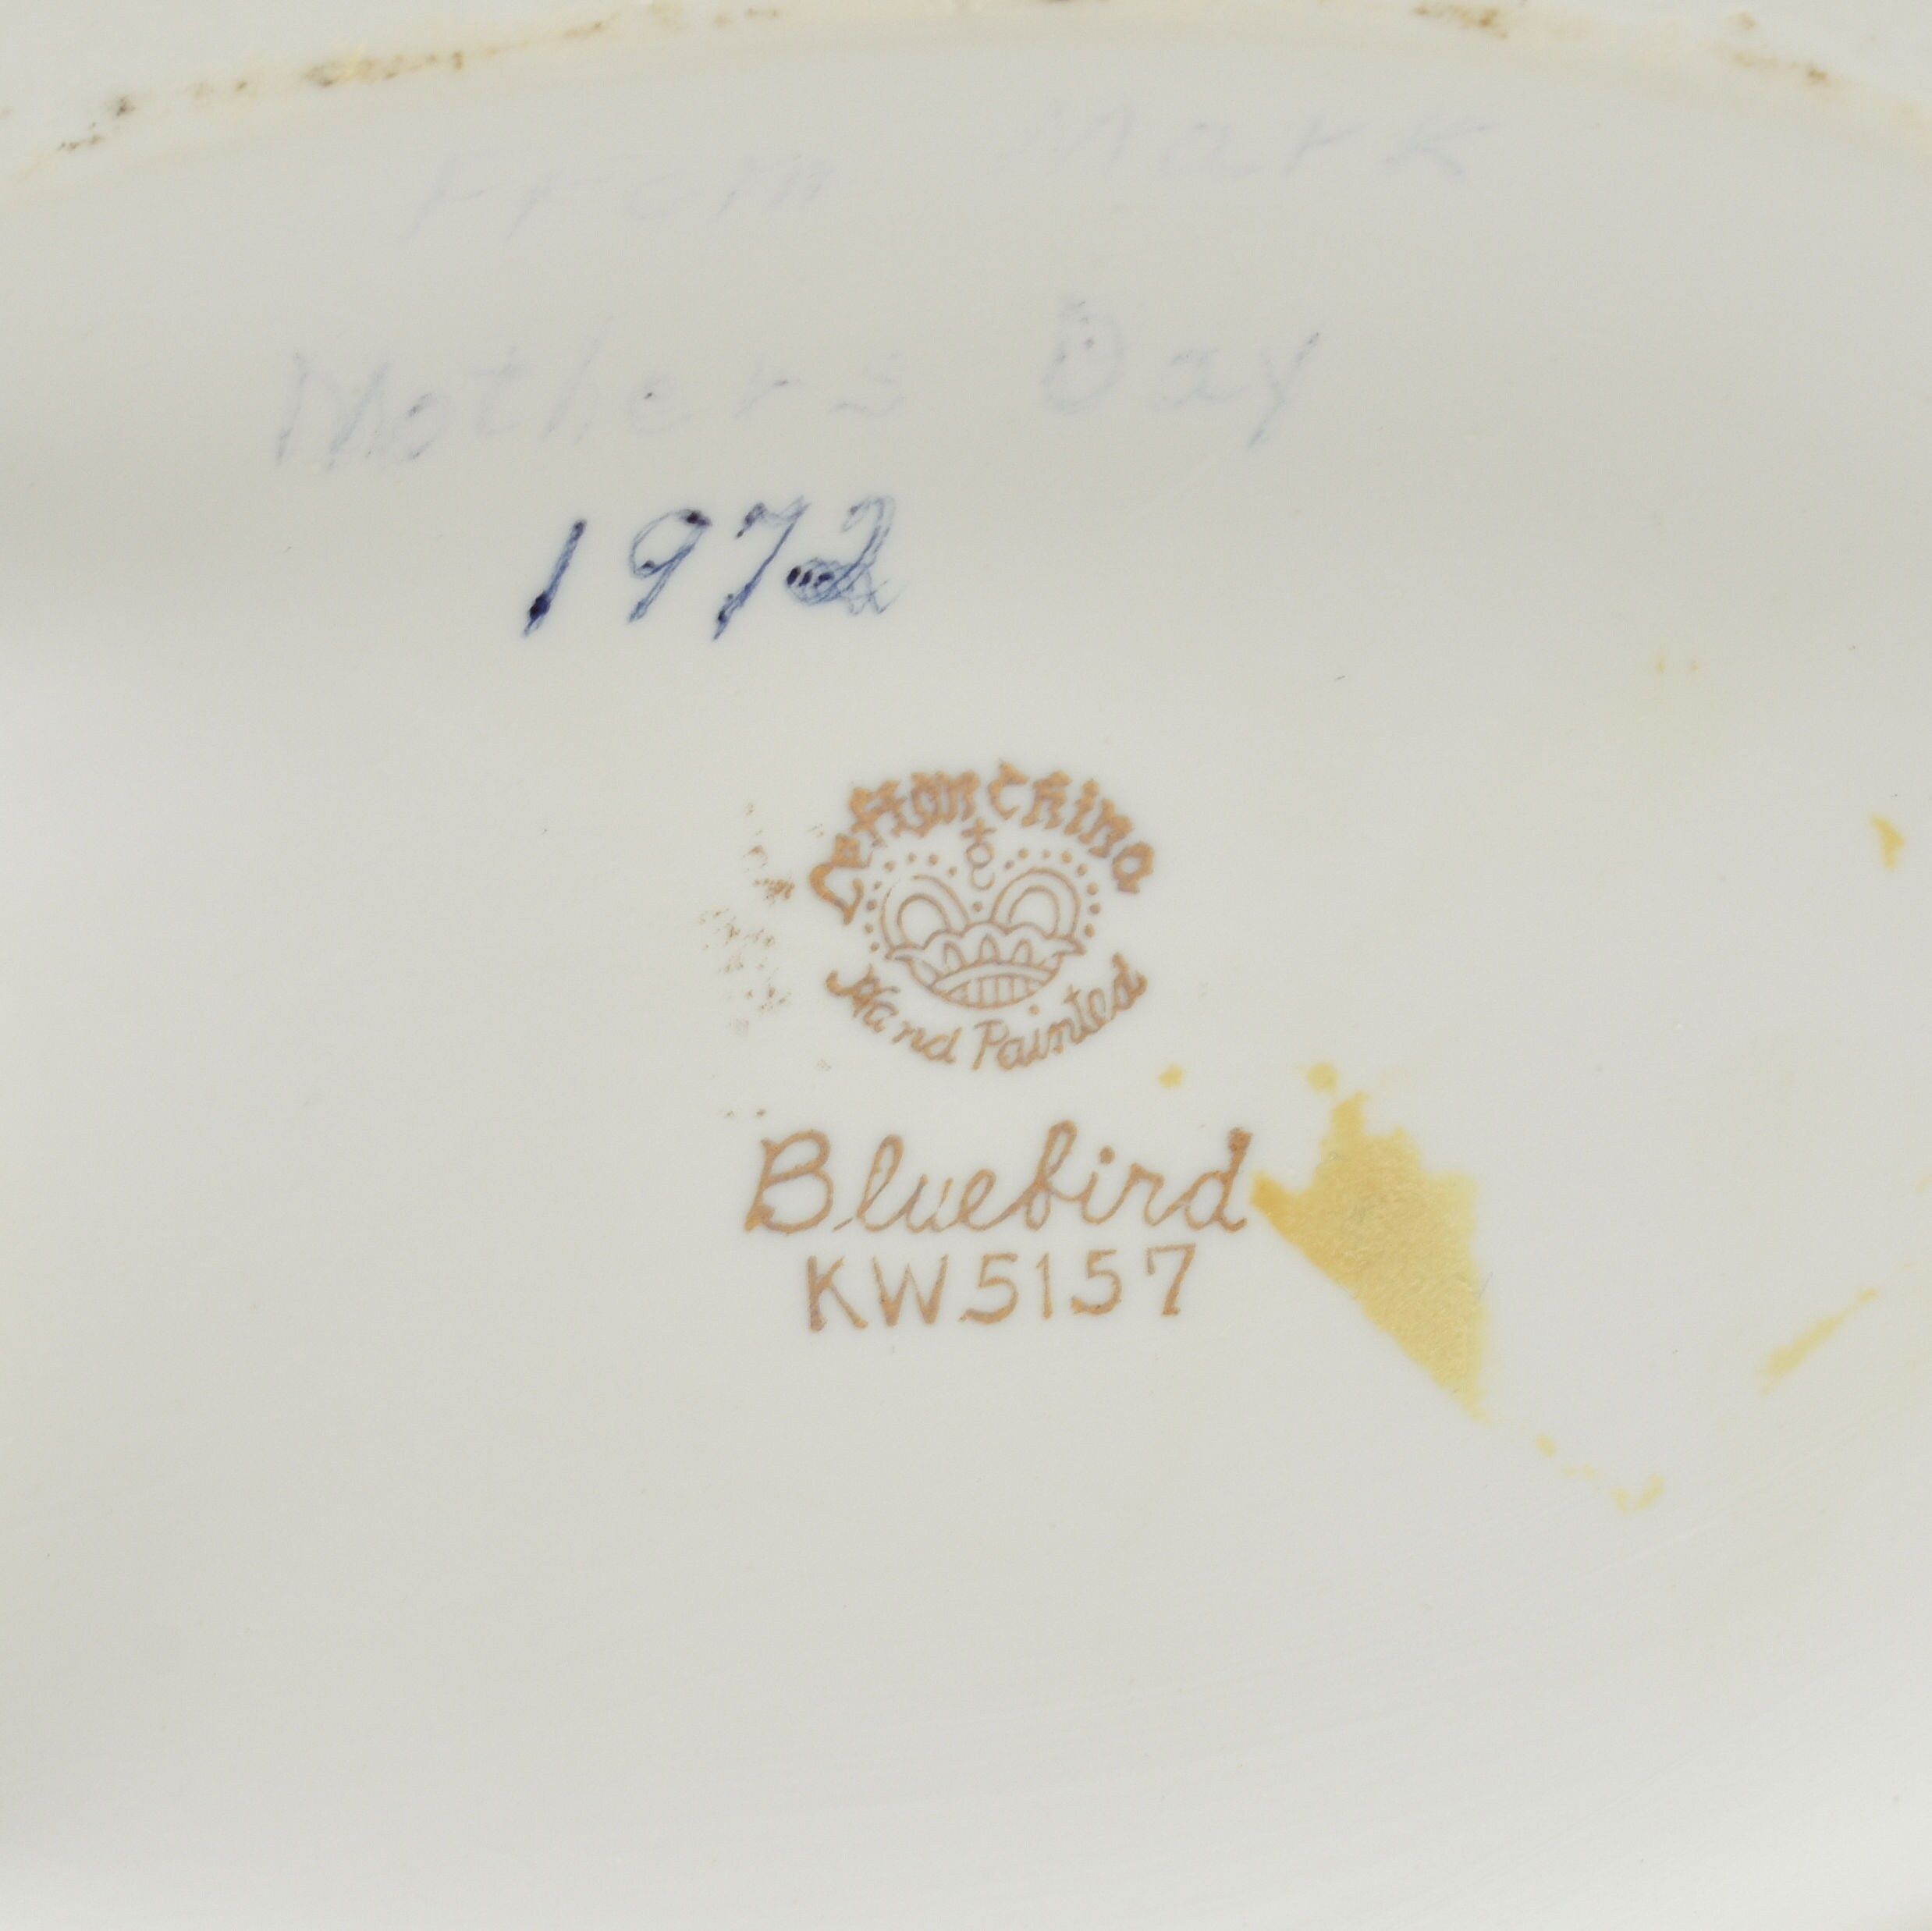 From Mark
Mothers Day
1972
Lefton China
Hand Painted
Bluebird
KW5157